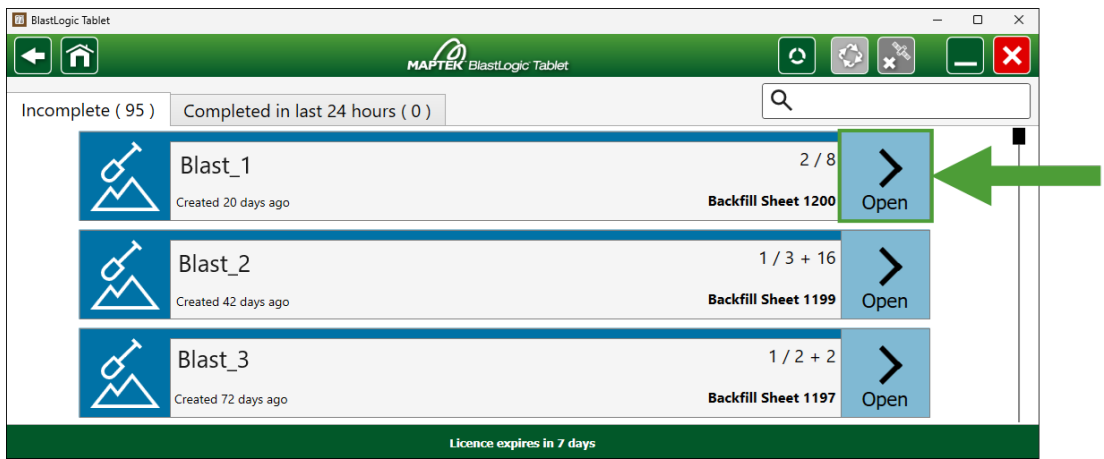 BlastLogic Tablet
MAPTEK BlastLogic Tablet
Incomplete ( 95 )
Completed in last 24 hours ( 0 )
Blast_1
2 / 8
Created 20 days ago
Backfill Sheet 1200
Open
Blast_2
1 / 3 + 16
Created 42 days ago
Backfill Sheet 1199
Open
Blast_3
1 / 2 + 2
Created 72 days ago
Backfill Sheet 1197
Open
Licence expires in 7 days